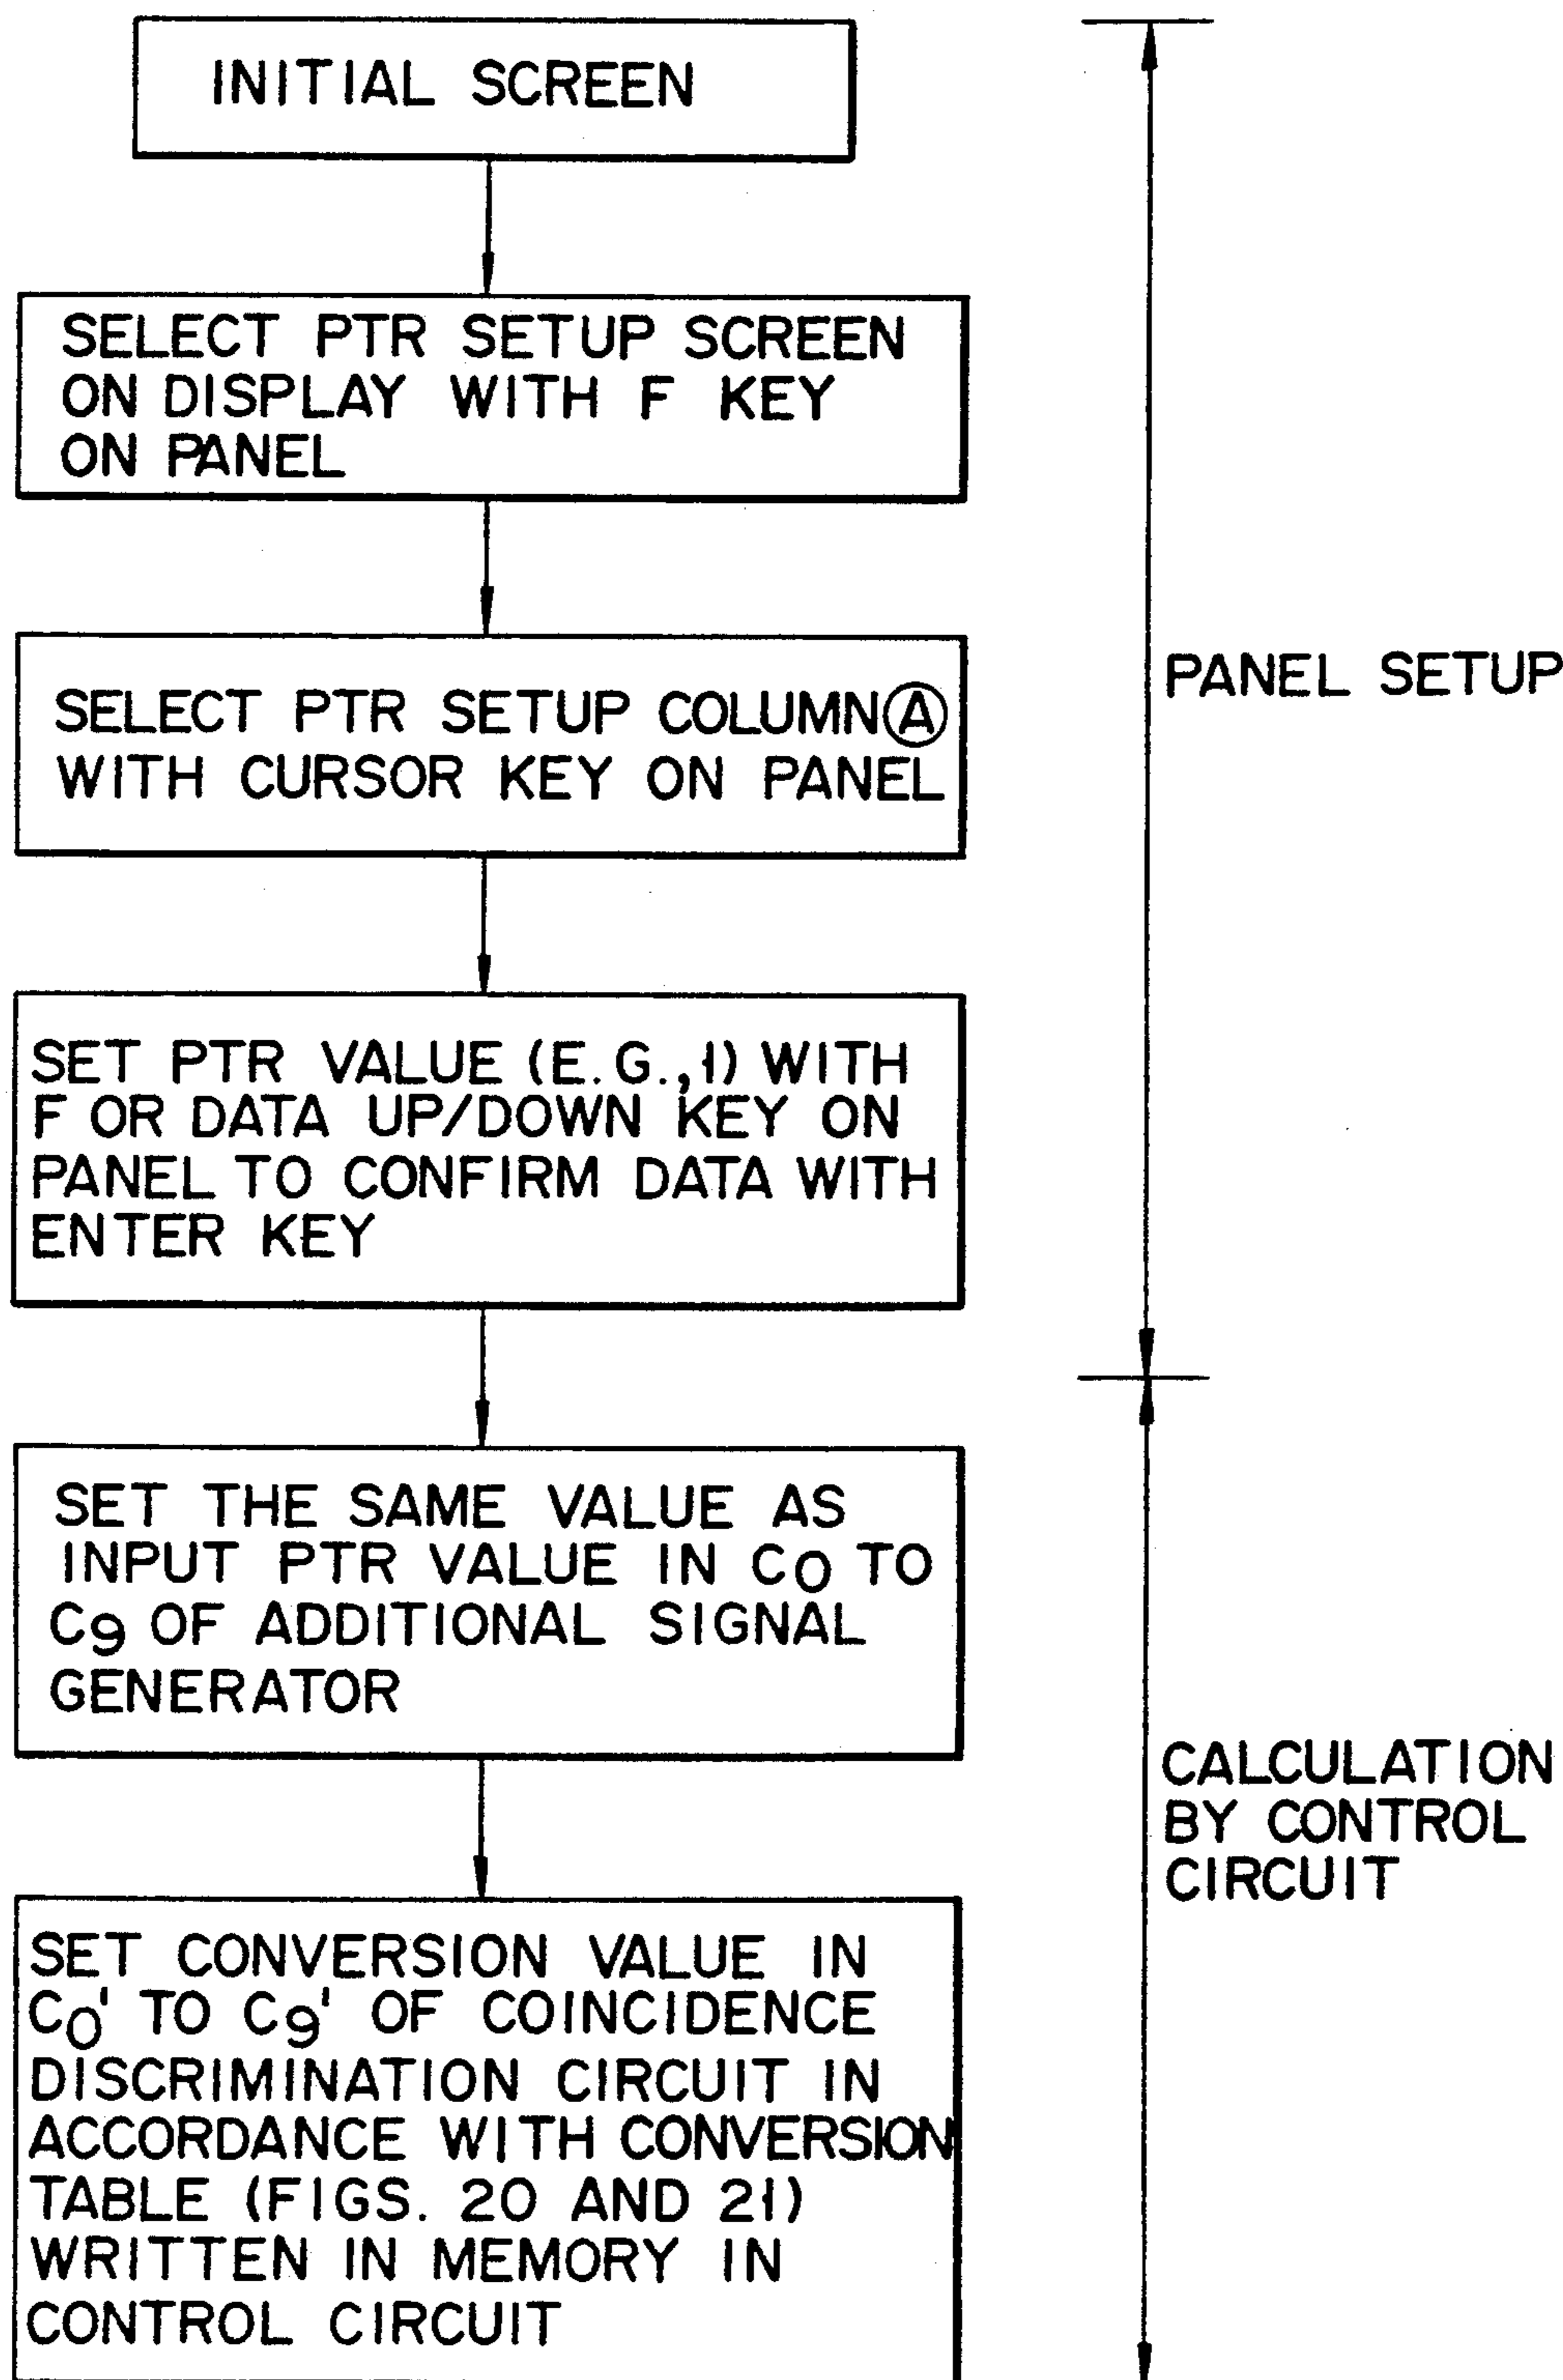 INITIAL SCREEN
SELECT PTR SETUP SCREEN
ON DISPLAY WITH F KEY
ON PANEL
SELECT PTR SETUP COLUMN Ⓐ
WITH CURSOR KEY ON PANEL
PANEL SETUP
SET PTR VALUE (E.G.,1) WITH
F OR DATA UP/DOWN KEY ON
PANEL TO CONFIRM DATA WITH
ENTER KEY
SET THE SAME VALUE AS
INPUT PTR VALUE IN C0 TO
C9 OF ADDITIONAL SIGNAL
GENERATOR
CALCULATION
BY CONTROL
CIRCUIT
SET CONVERSION VALUE IN
C0' TO C9' OF COINCIDENCE
DISCRIMINATION CIRCUIT IN
ACCORDANCE WITH CONVERSION
TABLE (FIGS. 20 AND 21)
WRITTEN IN MEMORY IN
CONTROL CIRCUIT